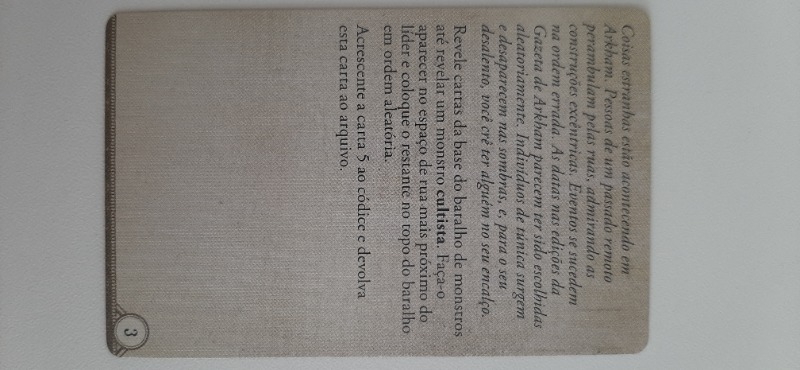 Coisas estranhas estão acontecendo em
Arkham. Pessoas de um passado remoto
perambulam pelas ruas, admirando as
construções excêntricas. Eventos se sucedem
na ordem errada. As datas nas edições da
Gazeta de Arkham parecem ter sido escolhidas
aleatoriamente. Indivíduos de túnica surgem
e desaparecem nas sombras, e, para o seu
desalento, você crê ter alguém no seu encalço.
Revele cartas da base do baralho de monstros
até revelar um monstro cultista. Faça-o
aparecer no espaço de rua mais próximo do
líder e coloque o restante no topo do baralho
em ordem aleatória.
Acrescente a carta 5 ao códice e devolva
esta carta ao arquivo.
3